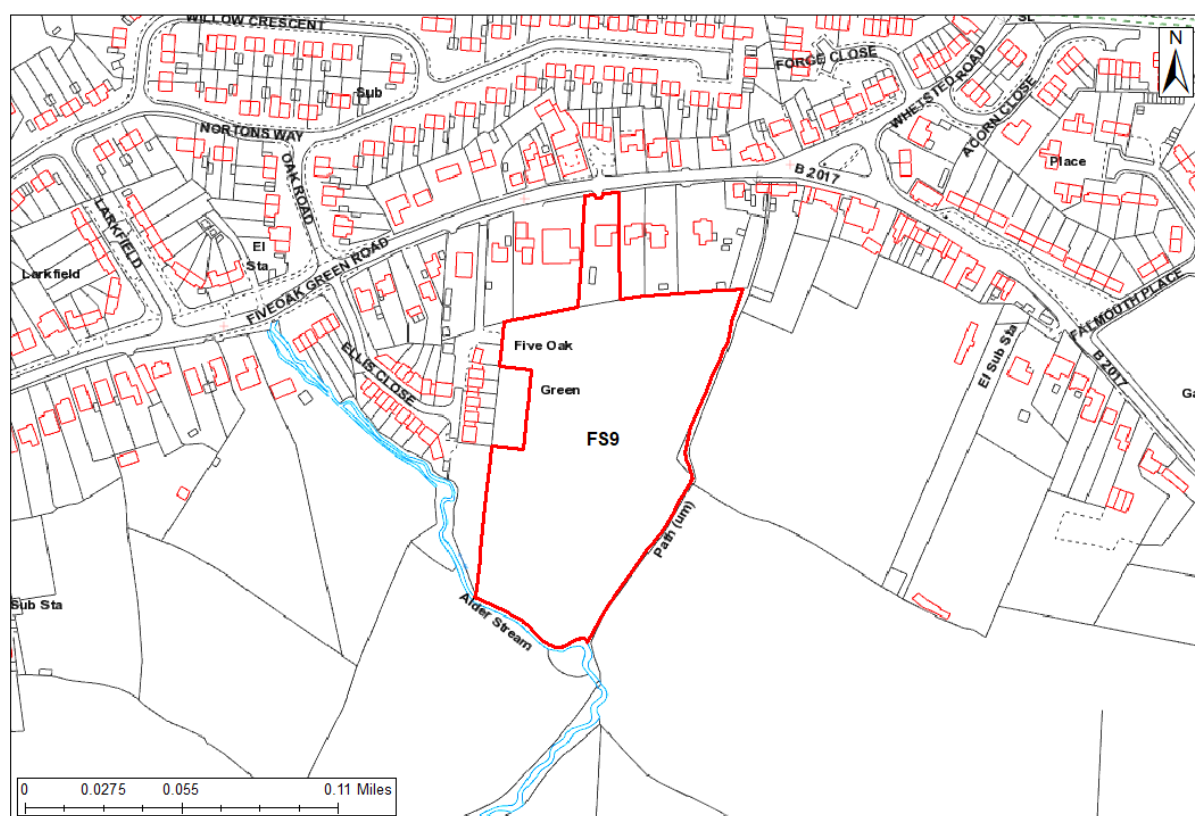 WILLOW CRESCENT
SL
N
FORGE CLOSE
WHETSTED ROAD
ACORN CLOSE
Sub
NORTONS WAY
OAK ROAD
Place
B 2017
LARKFIELD
El
Sta
Larkfield
FIVEOAK GREEN ROAD
FALMOUTH PLACE
Five Oak
ELLIS CLOSE
El Sub Sta
B 2017
Green
Ga
FS9
Path (um)
Sub Sta
Alder Stream
0 0.0275 0.055 0.11 Miles